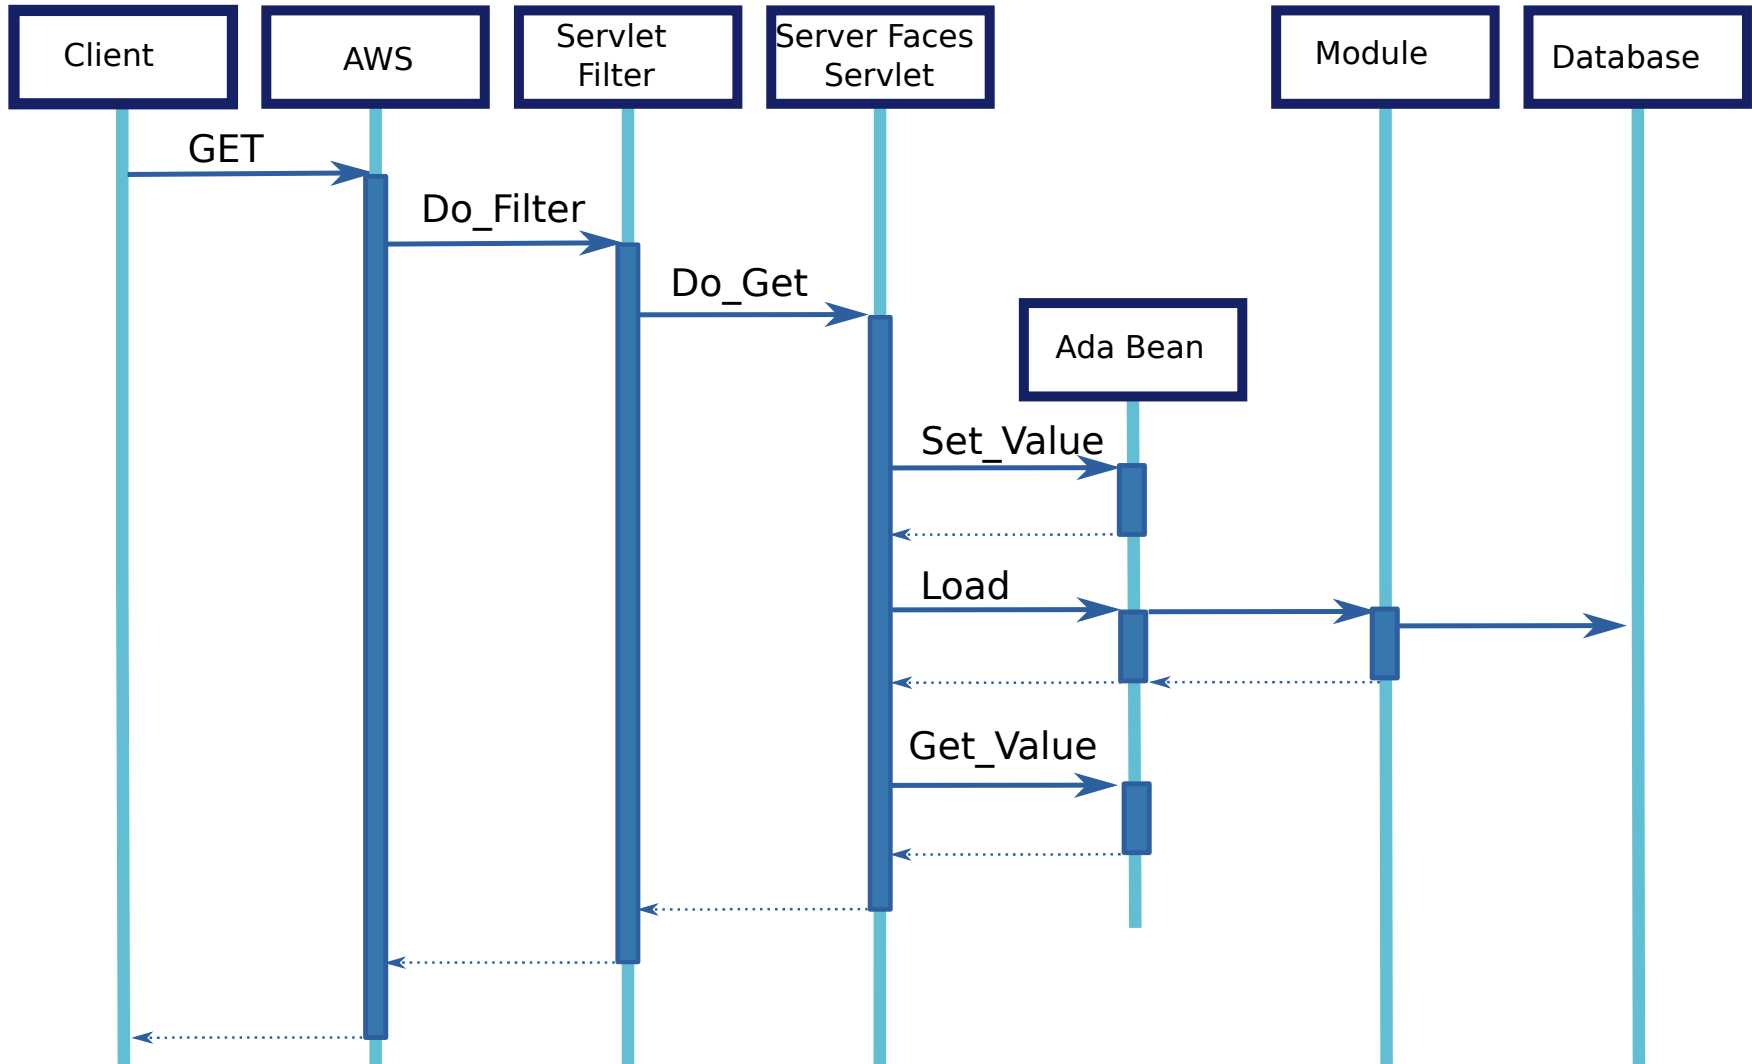 Client
AWS
Servlet
Filter
Server Faces
Servlet
Module
Database
GET
Do_Filter
Do_Get
Ada Bean
Set_Value
Load
Get_Value